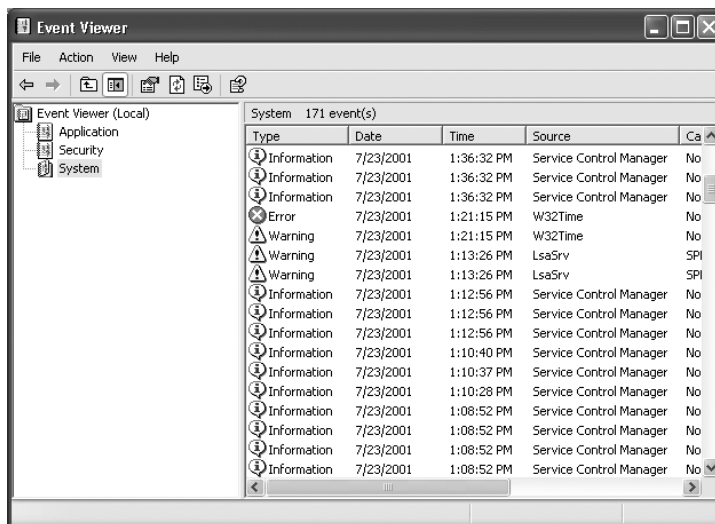 Event Viewer
File Action View Help
Event Viewer (Local)
Application
Security
System
System 171 event(s)
Type Date Time Source Ca
Information 7/23/2001 1:36:32 PM Service Control Manager No
Information 7/23/2001 1:36:32 PM Service Control Manager No
Information 7/23/2001 1:36:32 PM Service Control Manager No
Error 7/23/2001 1:21:15 PM W32Time No
Warning 7/23/2001 1:21:15 PM W32Time No
Warning 7/23/2001 1:13:26 PM LsaSrv SPI
Warning 7/23/2001 1:13:26 PM LsaSrv SPI
Information 7/23/2001 1:12:56 PM Service Control Manager No
Information 7/23/2001 1:12:56 PM Service Control Manager No
Information 7/23/2001 1:12:56 PM Service Control Manager No
Information 7/23/2001 1:10:40 PM Service Control Manager No
Information 7/23/2001 1:10:37 PM Service Control Manager No
Information 7/23/2001 1:10:28 PM Service Control Manager No
Information 7/23/2001 1:08:52 PM Service Control Manager No
Information 7/23/2001 1:08:52 PM Service Control Manager No
Information 7/23/2001 1:08:52 PM Service Control Manager No
Information 7/23/2001 1:08:52 PM Service Control Manager No